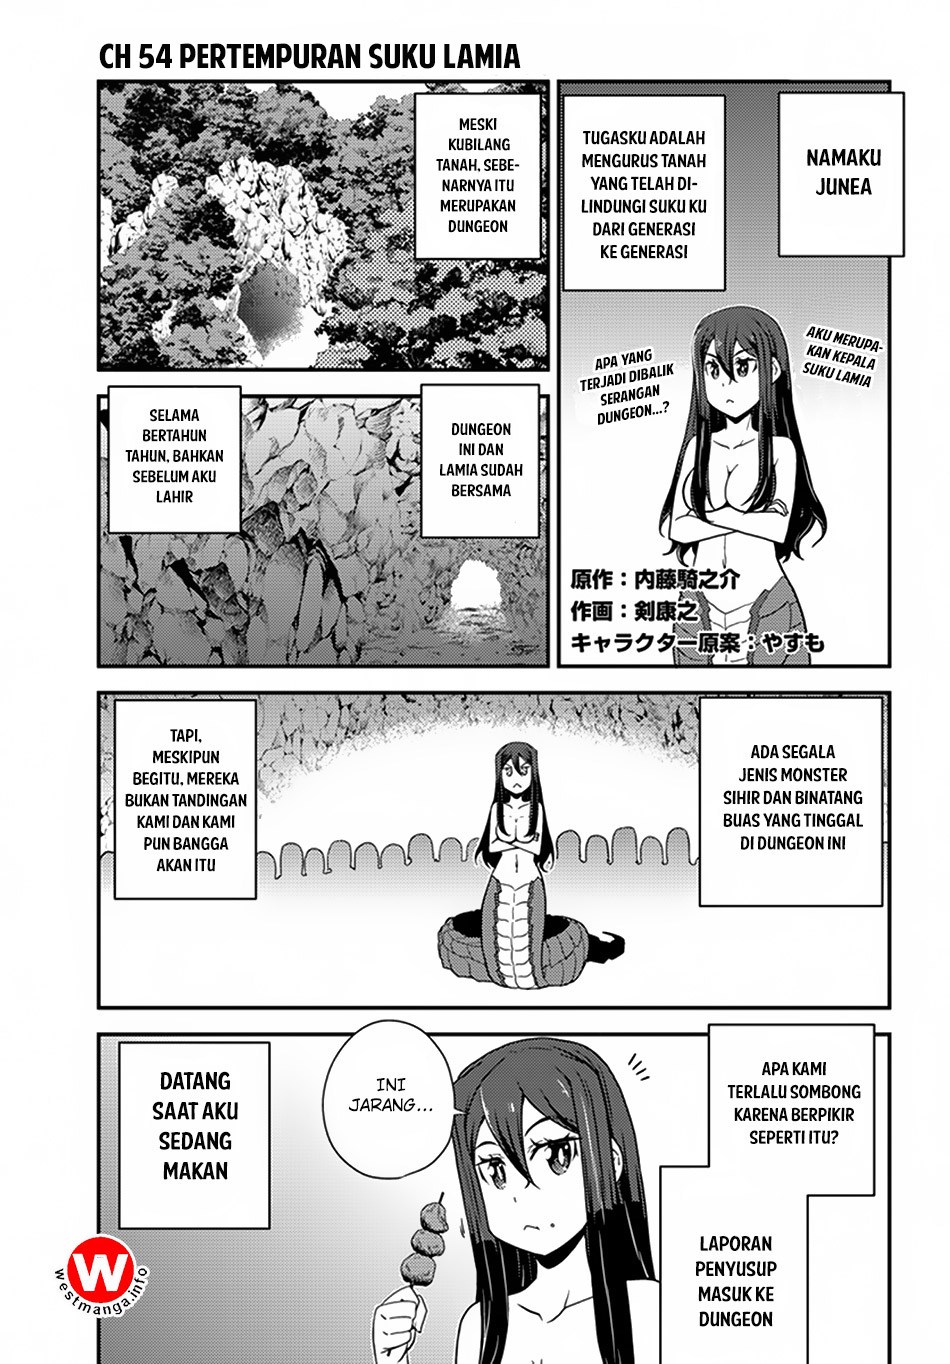 CH 54 PERTEMPURAN SUKU LAMIA
NAMAKU
JUNEA
TUGASKU ADALAH
MENGURUS TANAH
YANG TELAH DI-
LINDUNGI SUKU KU
DARI GENERASI
KE GENERASI
AKU MERUPA-
KAN KEPALA
SUKU LAMIA
APA YANG
TERJADI DIBALIK
SERANGAN
DUNGEON...?
原作：内藤騎之介
作画：剣康之
キャラクター原案：やすも
MESKI
KUBILANG
TANAH, SEBE-
NARNYA ITU
MERUPAKAN
DUNGEON
DUNGEON
INI DAN
LAMIA SUDAH
BERSAMA
SELAMA
BERTAHUN
TAHUN, BAHKAN
SEBELUM AKU
LAHIR
ADA SEGALA
JENIS MONSTER
SIHIR DAN BINATANG
BUAS YANG TINGGAL
DI DUNGEON INI
TAPI,
MESKIPUN
BEGITU, MEREKA
BUKAN TANDINGAN
KAMI DAN KAMI
PUN BANGGA
AKAN ITU
APA KAMI
TERLALU SOMBONG
KARENA BERPIKIR
SEPERTI ITU?
LAPORAN
PENYUSUP
MASUK KE
DUNGEON
INI
JARANG...
DATANG
SAAT AKU
SEDANG
MAKAN
W
westmanga.info